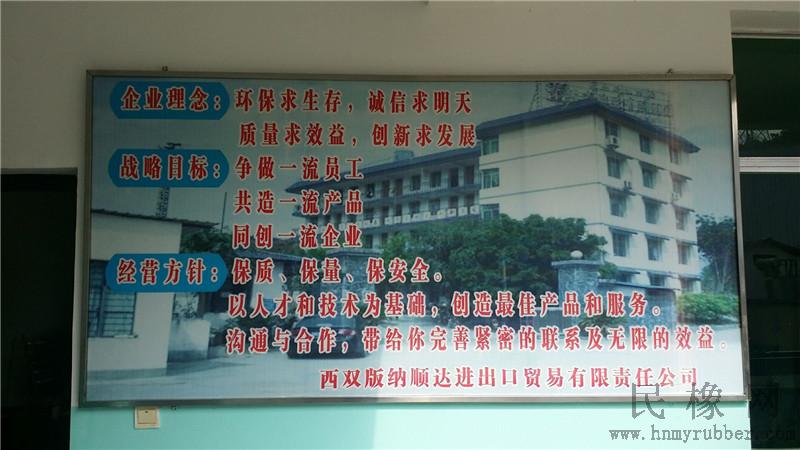 企业理念：环保求生存，诚信求明天
质量求效益，创新求发展
战略目标：争做一流员工
共造一流产品
同创一流企业
经营方针：保质、保量、保安全。
以人才和技术为基础，创造最佳产品和服务。
沟通与合作，带给你完善紧密的联系及无限的效益。
西双版纳顺达进出口贸易有限责任公司
民橡网
www.hnmyrubber.com